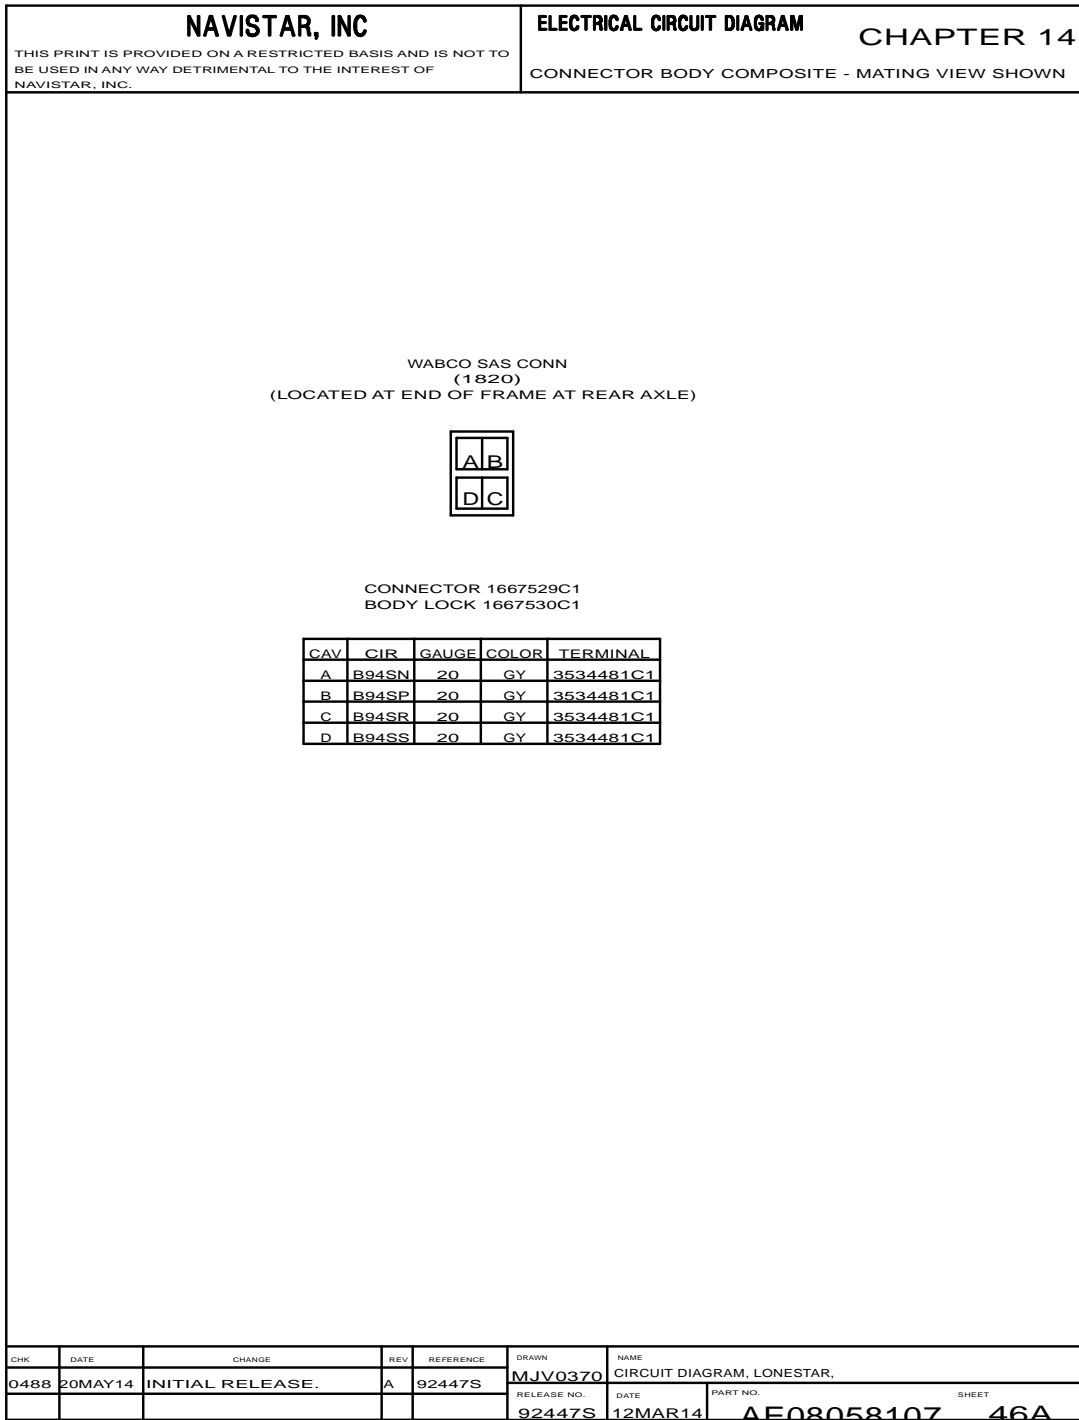 NAVISTAR, INC
THIS PRINT IS PROVIDED ON A RESTRICTED BASIS AND IS NOT TO
BE USED IN ANY WAY DETRIMENTAL TO THE INTEREST OF
NAVISTAR, INC.
ELECTRICAL CIRCUIT DIAGRAM
CHAPTER 14
CONNECTOR BODY COMPOSITE - MATING VIEW SHOWN
WABCO SAS CONN
(1820)
(LOCATED AT END OF FRAME AT REAR AXLE)
A B
D C
CONNECTOR 1667529C1
BODY LOCK 1667530C1
CAV CIR GAUGE COLOR TERMINAL
A B94SN 20 GY 3534481C1
B B94SP 20 GY 3534481C1
C B94SR 20 GY 3534481C1
D B94SS 20 GY 3534481C1
CHK DATE CHANGE REV REFERENCE
0488 20MAY14 INITIAL RELEASE. A 92447S
DRAWN
MJV0370
NAME
CIRCUIT DIAGRAM, LONESTAR,
RELEASE NO.
92447S
DATE
12MAR14
PART NO.
AE08058107
SHEET
46A